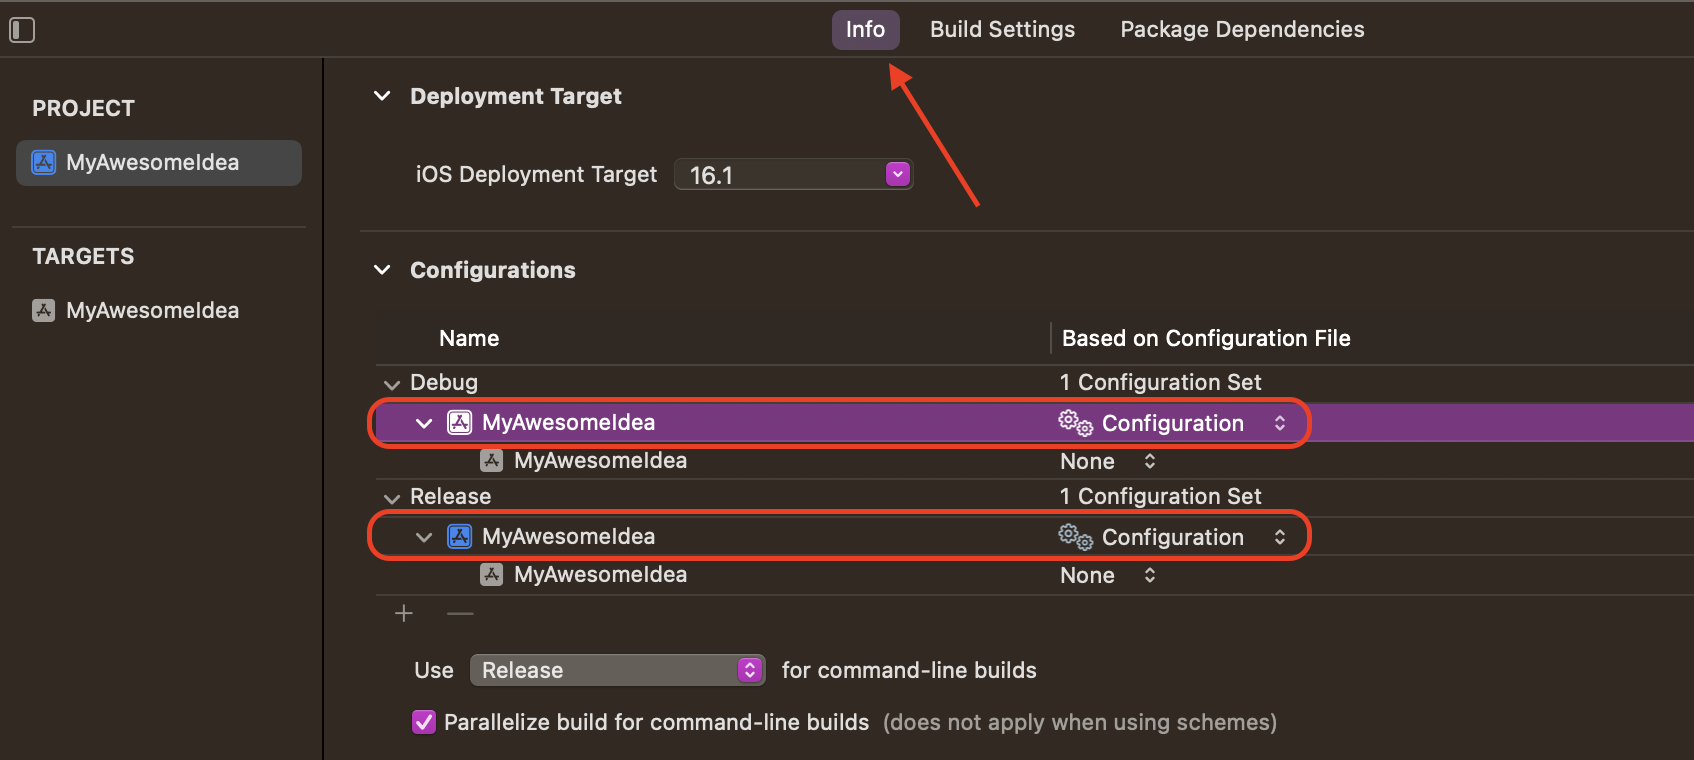 Info Build Settings Package Dependencies
PROJECT
MyAwesomeIdea
TARGETS
MyAwesomeIdea
Deployment Target
iOS Deployment Target 16.1
Configurations
Name Based on Configuration File
Debug 1 Configuration Set
MyAwesomeIdea Configuration
MyAwesomeIdea None
Release 1 Configuration Set
MyAwesomeIdea Configuration
MyAwesomeIdea None
Use Release for command-line builds
Parallelize build for command-line builds (does not apply when using schemes)